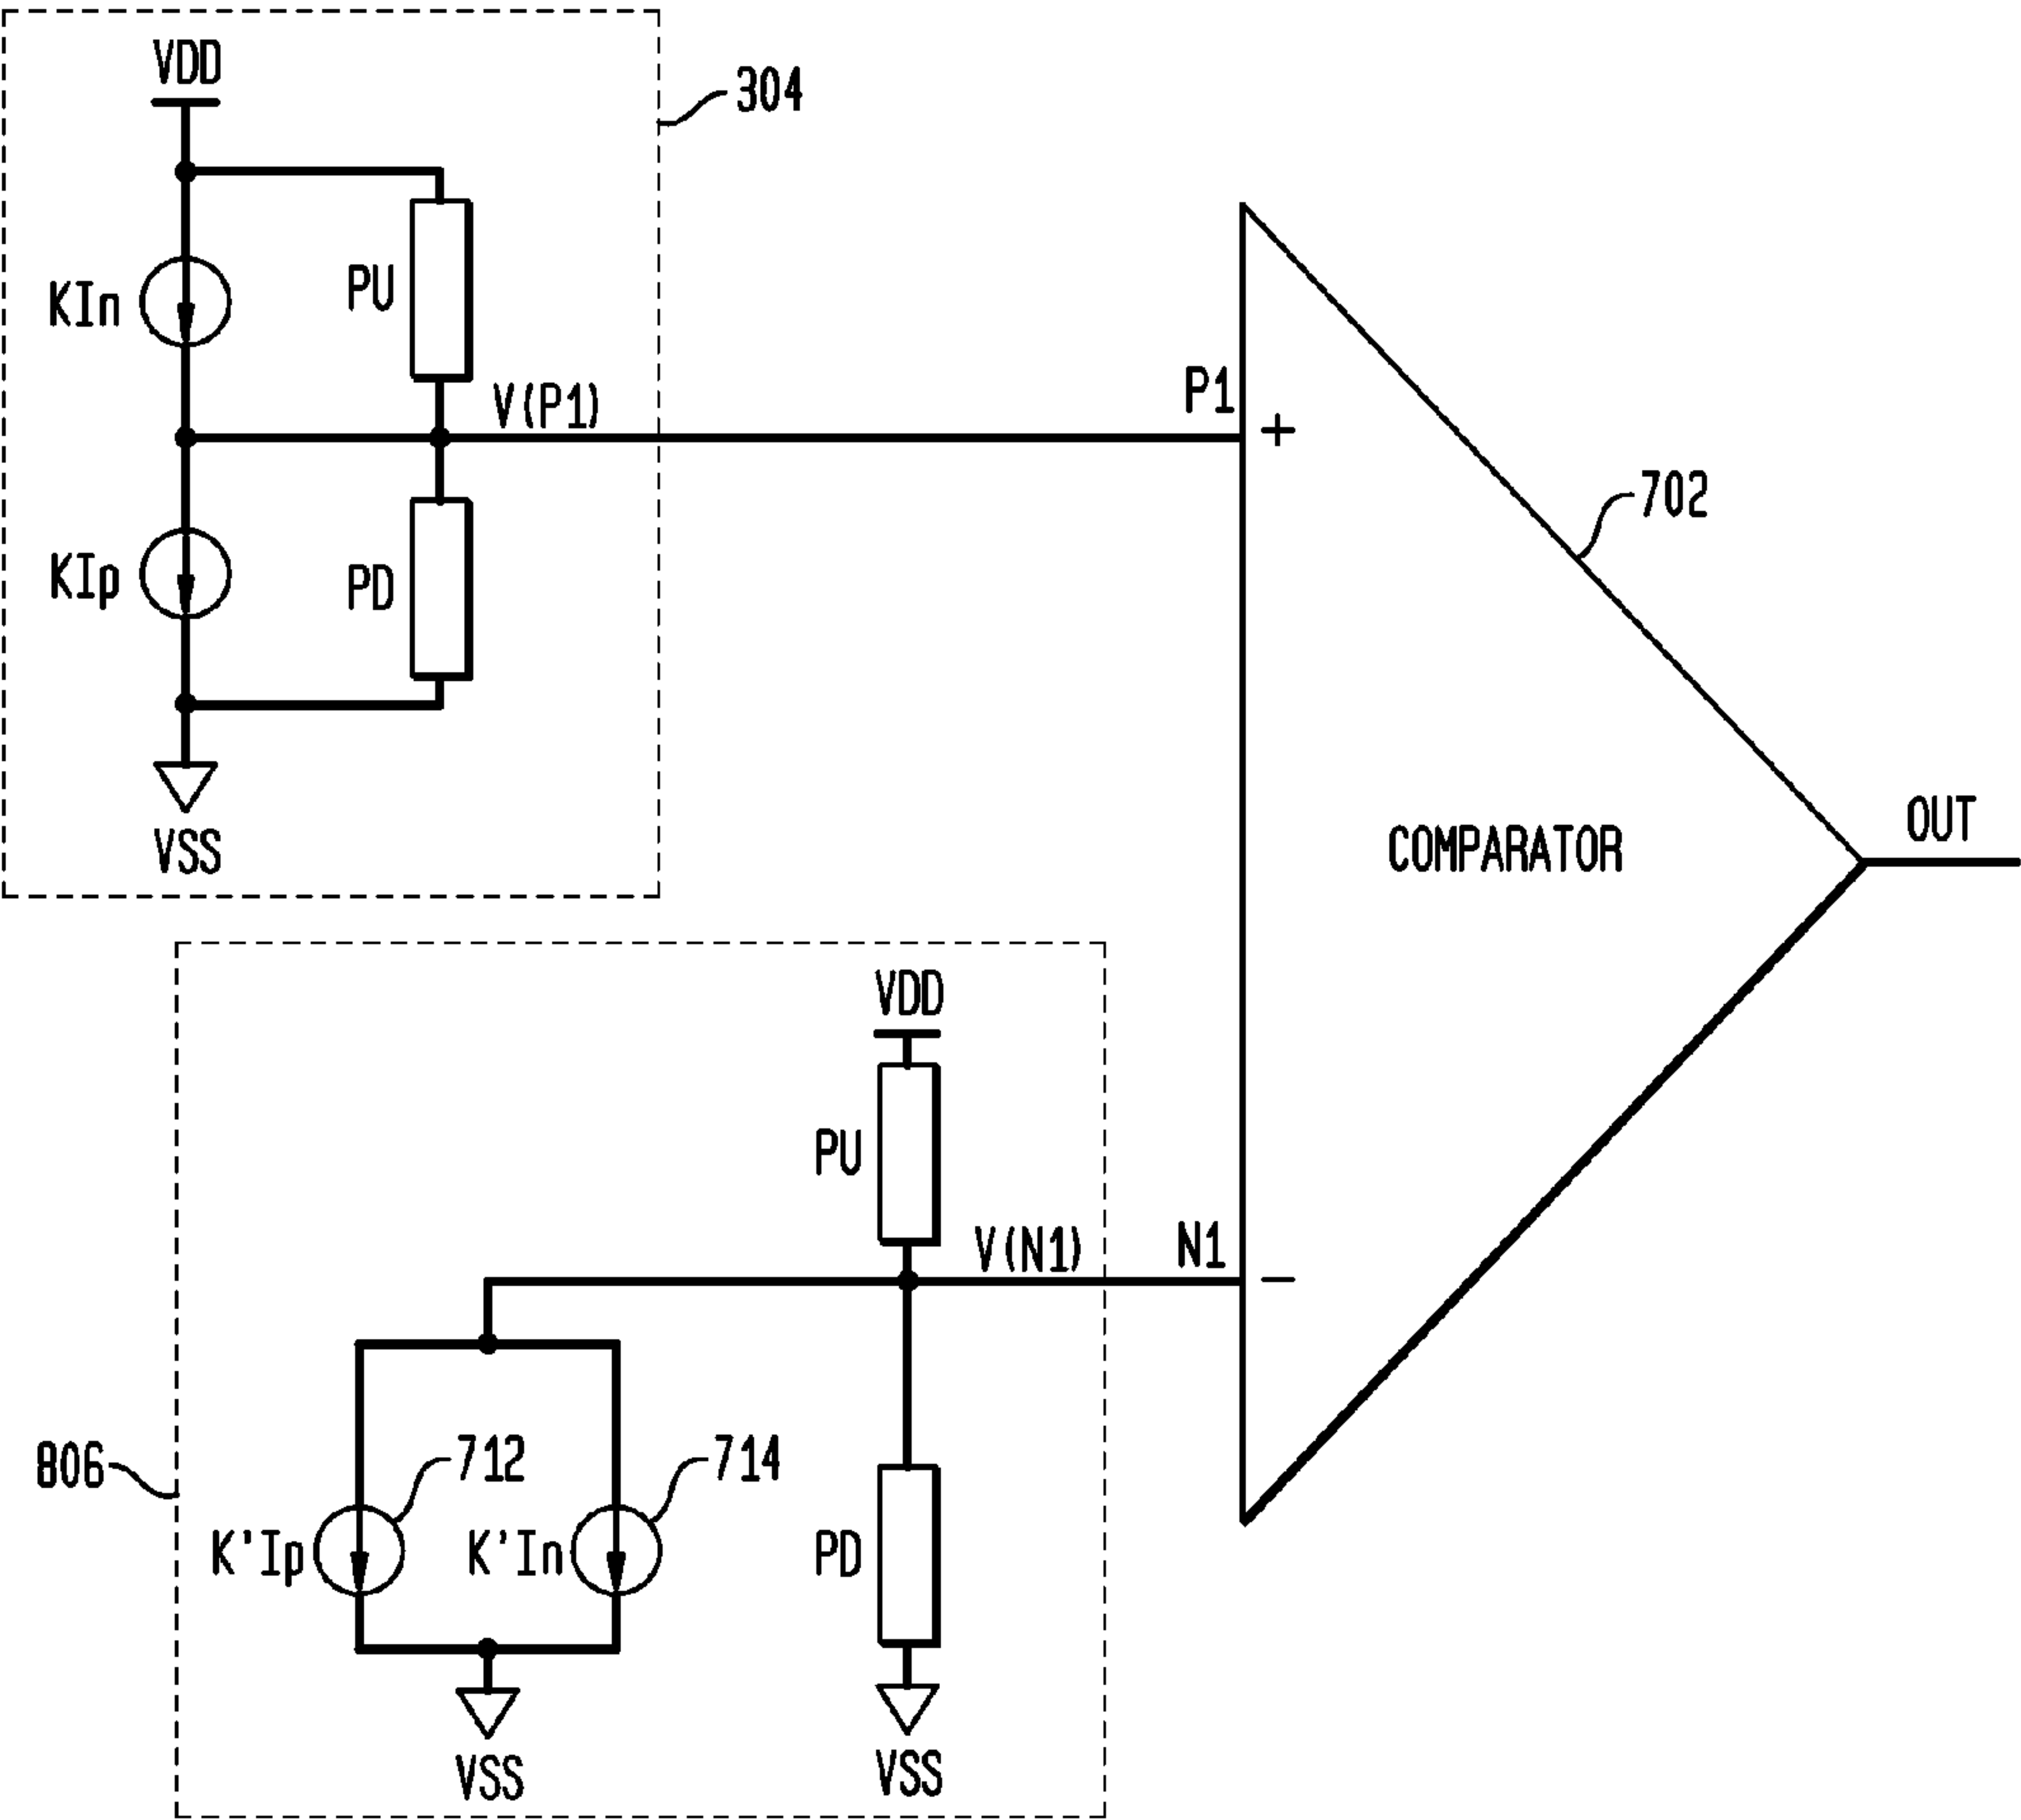 VDD
304
KIn
PU
V(P1)
P1
+
702
KIp
PD
VSS
COMPARATOR
OUT
VDD
PU
V(N1)
N1
−
806
712
714
K'Ip
K'In
PD
VSS
VSS